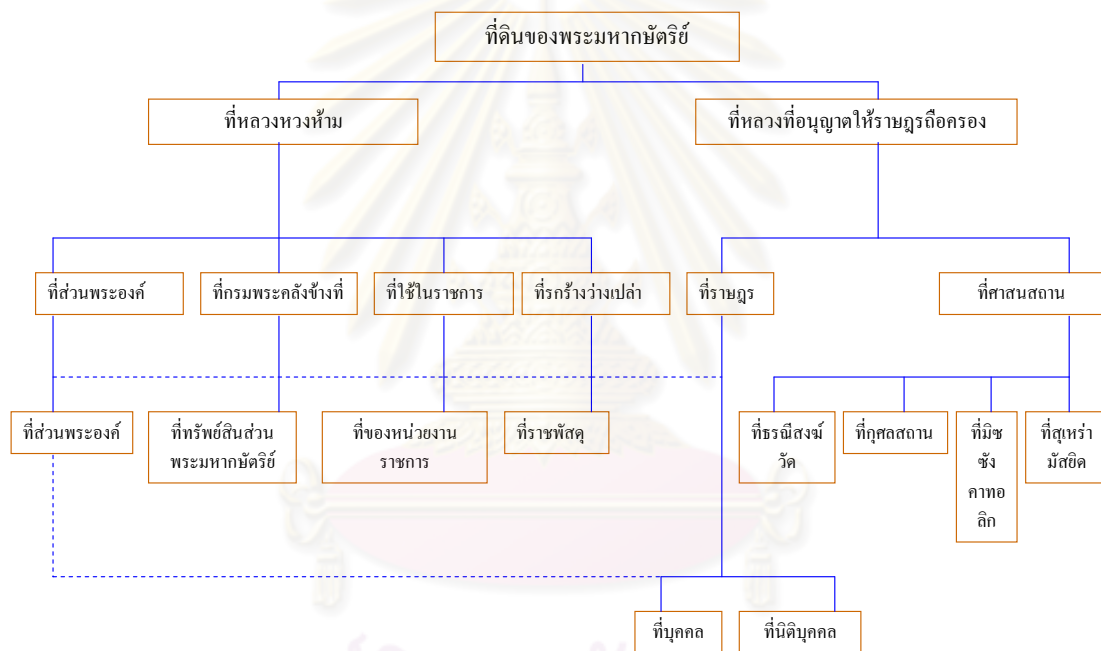 ที่ดินของพระมหากษัตริย์
ที่หลวงหวงห้าม
ที่หลวงที่อนุญาตให้ราษฎรถือครอง
ที่ส่วนพระองค์
ที่กรมพระคลังข้างที่
ที่ใช้ในราชการ
ที่รกร้างว่างเปล่า
ที่ราษฎร
ที่ศาสนสถาน
ที่ส่วนพระองค์
ที่ทรัพย์สินส่วน
พระมหากษัตริย์
ที่ของหน่วยงาน
ราชการ
ที่ราชพัสดุ
ที่ธรณีสงฆ์
วัด
ที่กุศลสถาน
ที่มิซ
ซัง
คาทอ
ลิก
ที่สุเหร่า
มัสยิด
ที่บุคคล
ที่นิติบุคคล